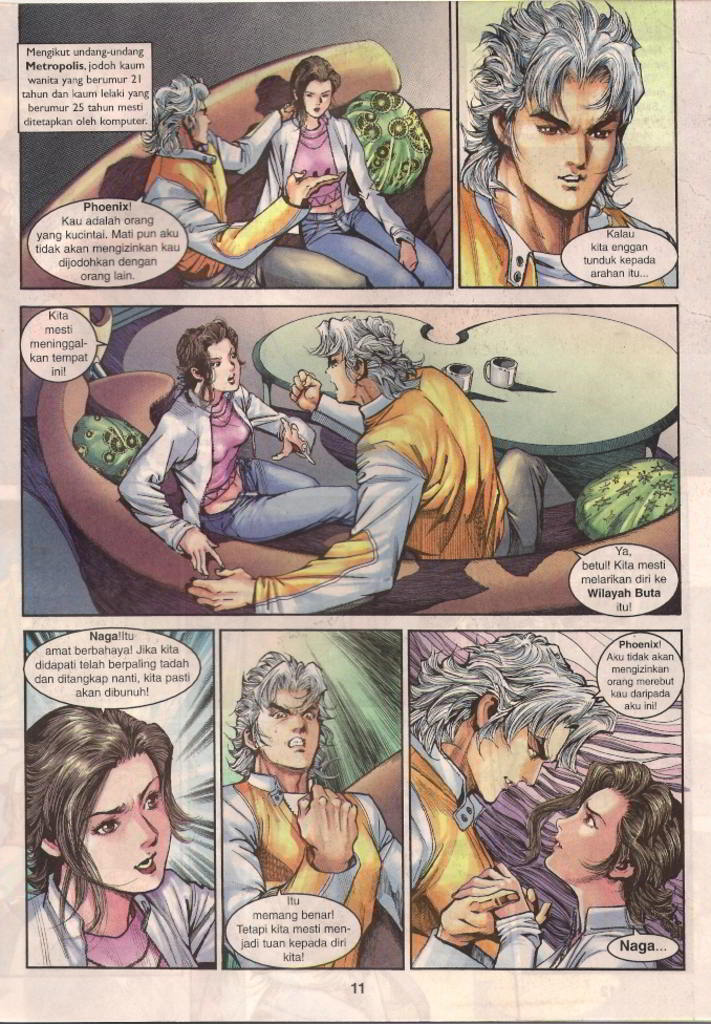 Mengikut undang-undang
Metropolis, jodoh kaum
wanita yang berumur 21
tahun dan kaum lelaki yang
berumur 25 tahun mesti
ditetapkan oleh komputer.
Phoenix!
Kau adalah orang
yang kucintai. Mati pun aku
tidak akan mengizinkan kau
dijodohkan dengan
orang lain.
Kalau
kita enggan
tunduk kepada
arahan itu...
Kita
mesti
meninggal-
kan tempat
ini!
Ya,
betul! Kita mesti
melarikan diri ke
Wilayah Buta
itu!
Naga!Itu
amat berbahaya! Jika kita
didapati telah berpaling tadah
dan ditangkap nanti, kita pasti
akan dibunuh!
Itu
memang benar!
Tetapi kita mesti men-
jadi tuan kepada diri
kita!
Phoenix!
Aku tidak akan
mengizinkan
orang merebut
kau daripada
aku ini!
Naga...
11